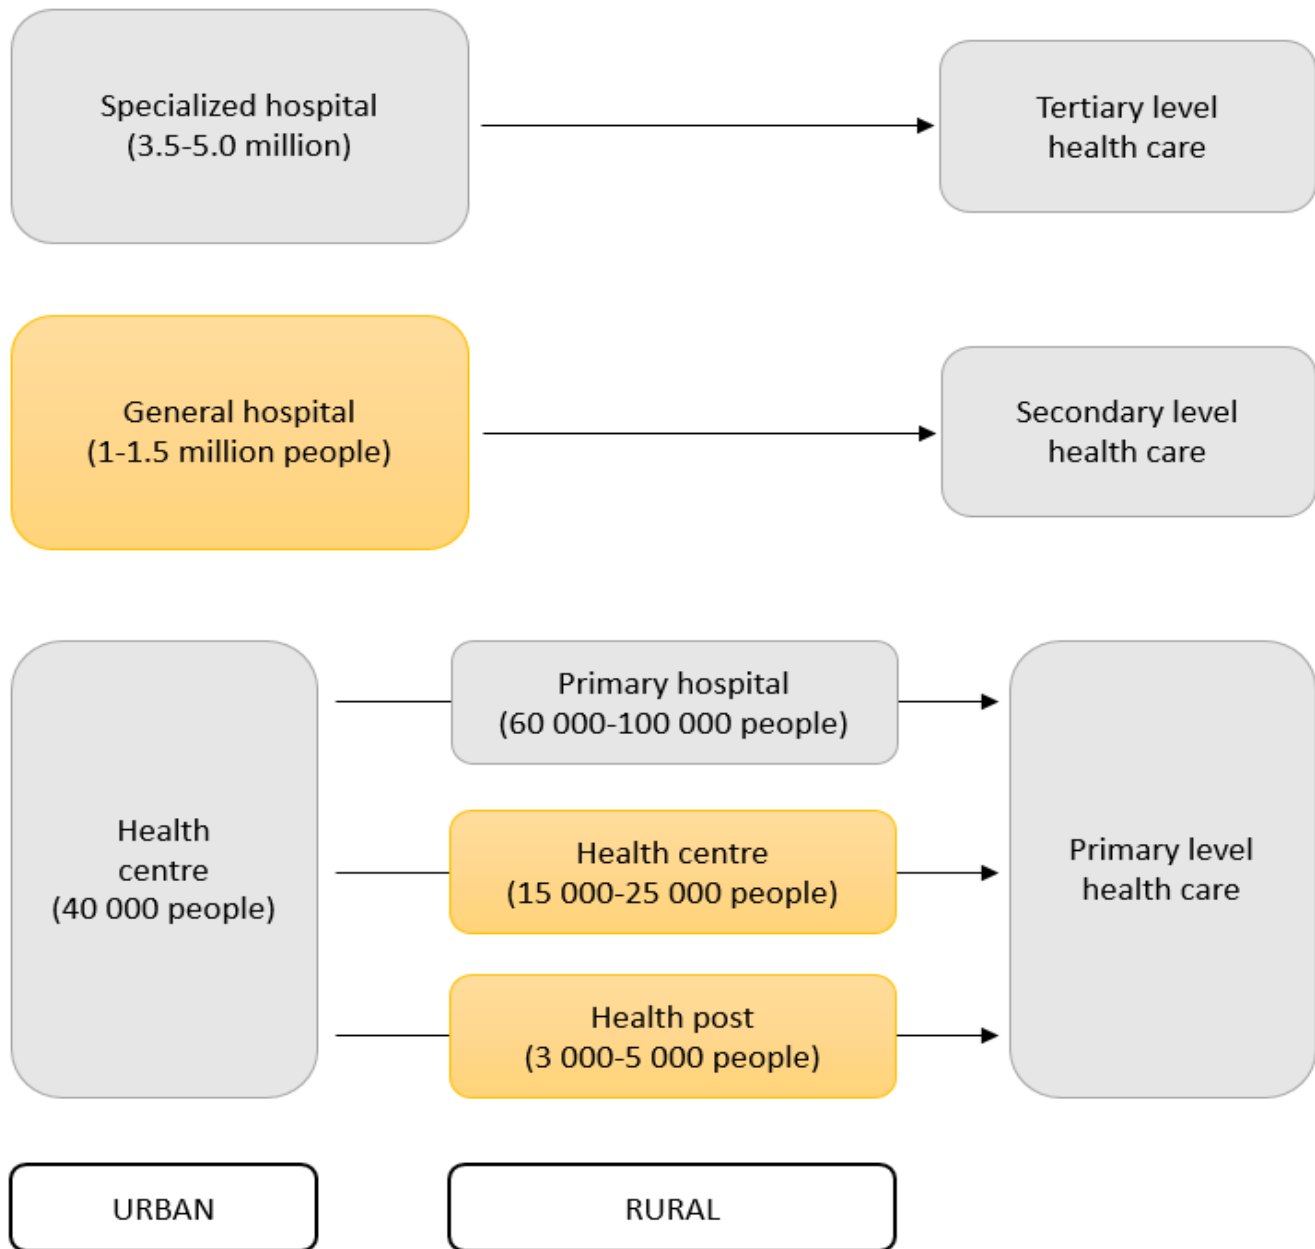 Specialized hospital
(3.5-5.0 million)
Tertiary level
health care
General hospital
(1-1.5 million people)
Secondary level
health care
Health
centre
(40 000 people)
Primary hospital
(60 000-100 000 people)
Health centre
(15 000-25 000 people)
Health post
(3 000-5 000 people)
Primary level
health care
URBAN
RURAL